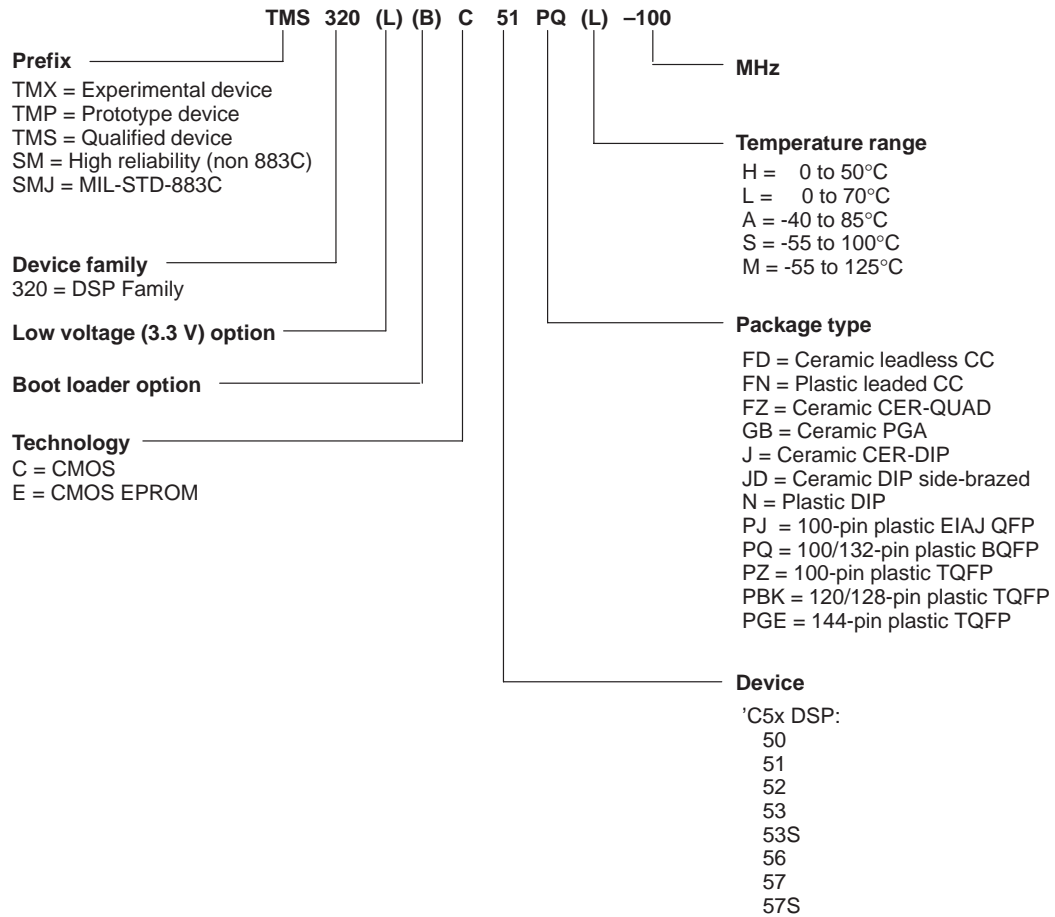 TMS 320 (L) (B) C 51 PQ (L) –100
Prefix
TMX = Experimental device
TMP = Prototype device
TMS = Qualified device
SM = High reliability (non 883C)
SMJ = MIL-STD-883C
Device family
320 = DSP Family
Low voltage (3.3 V) option
Boot loader option
Technology
C = CMOS
E = CMOS EPROM
MHz
Temperature range
H = 0 to 50°C
L = 0 to 70°C
A = -40 to 85°C
S = -55 to 100°C
M = -55 to 125°C
Package type
FD = Ceramic leadless CC
FN = Plastic leaded CC
FZ = Ceramic CER-QUAD
GB = Ceramic PGA
J = Ceramic CER-DIP
JD = Ceramic DIP side-brazed
N = Plastic DIP
PJ = 100-pin plastic EIAJ QFP
PQ = 100/132-pin plastic BQFP
PZ = 100-pin plastic TQFP
PBK = 120/128-pin plastic TQFP
PGE = 144-pin plastic TQFP
Device
’C5x DSP:
50
51
52
53
53S
56
57
57S